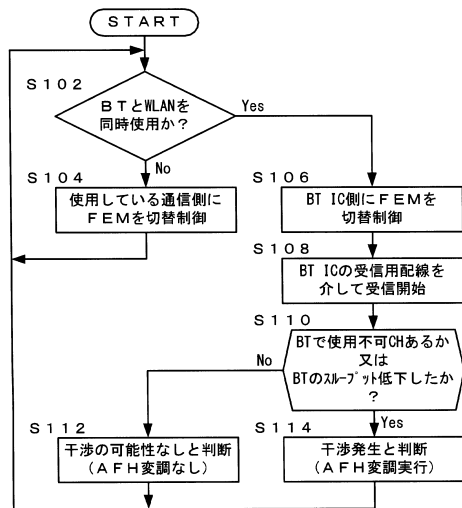 START
S102
BTとWLANを
同時使用か?
Yes
No
S104
使用している通信側に
FEMを切替制御
S106
BT IC側にFEMを
切替制御
S108
BT ICの受信用配線を
介して受信開始
S110
BTで使用不可CHあるか
又は
BTのｽﾙｰﾌﾟｯﾄ低下したか
?
No
Yes
S112
干渉の可能性なしと判断
(AFH変調なし)
S114
干渉発生と判断
(AFH変調実行)